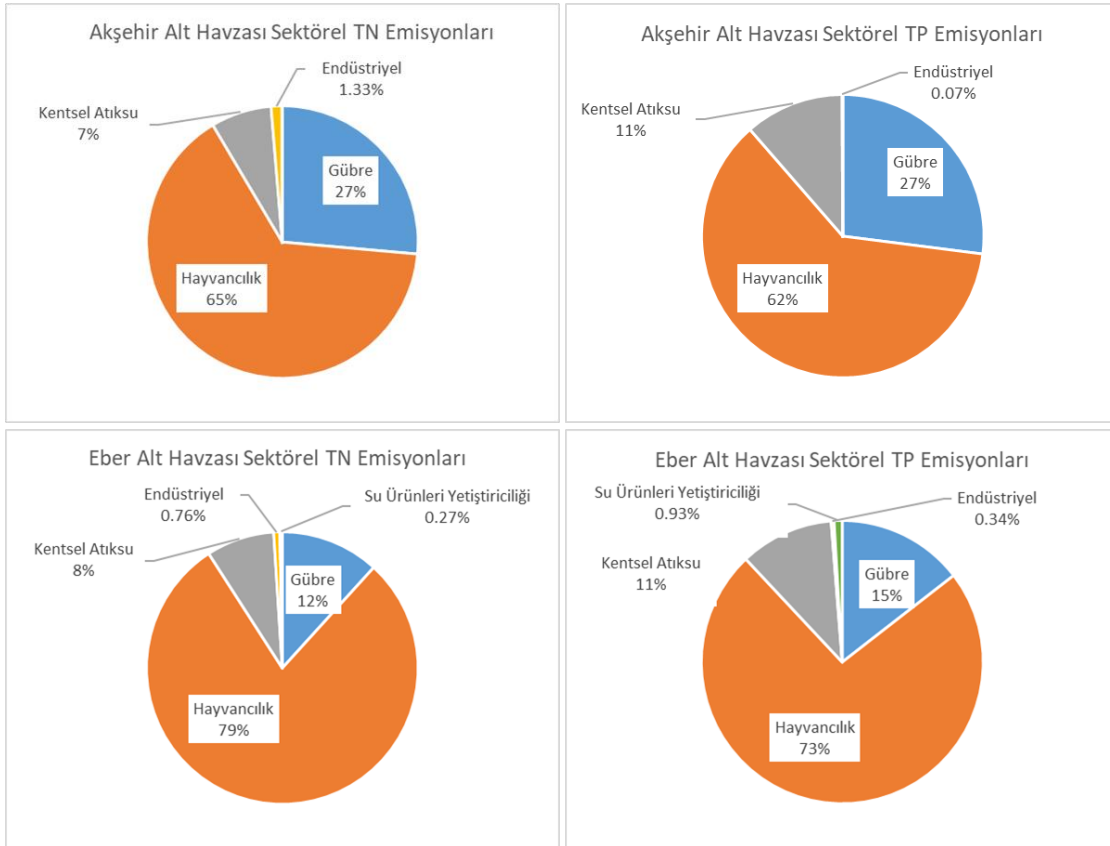 Akşehir Alt Havzası Sektörel TN Emisyonları
Endüstriyel
1.33%
Kentsel Atıksu
7%
Gübre
27%
Hayvancılık
65%
Akşehir Alt Havzası Sektörel TP Emisyonları
Endüstriyel
0.07%
Kentsel Atıksu
11%
Gübre
27%
Hayvancılık
62%
Eber Alt Havzası Sektörel TN Emisyonları
Endüstriyel
0.76%
Su Ürünleri Yetiştiriciliği
0.27%
Kentsel Atıksu
8%
Gübre
12%
Hayvancılık
79%
Eber Alt Havzası Sektörel TP Emisyonları
Su Ürünleri Yetiştiriciliği
0.93%
Endüstriyel
0.34%
Kentsel Atıksu
11%
Gübre
15%
Hayvancılık
73%